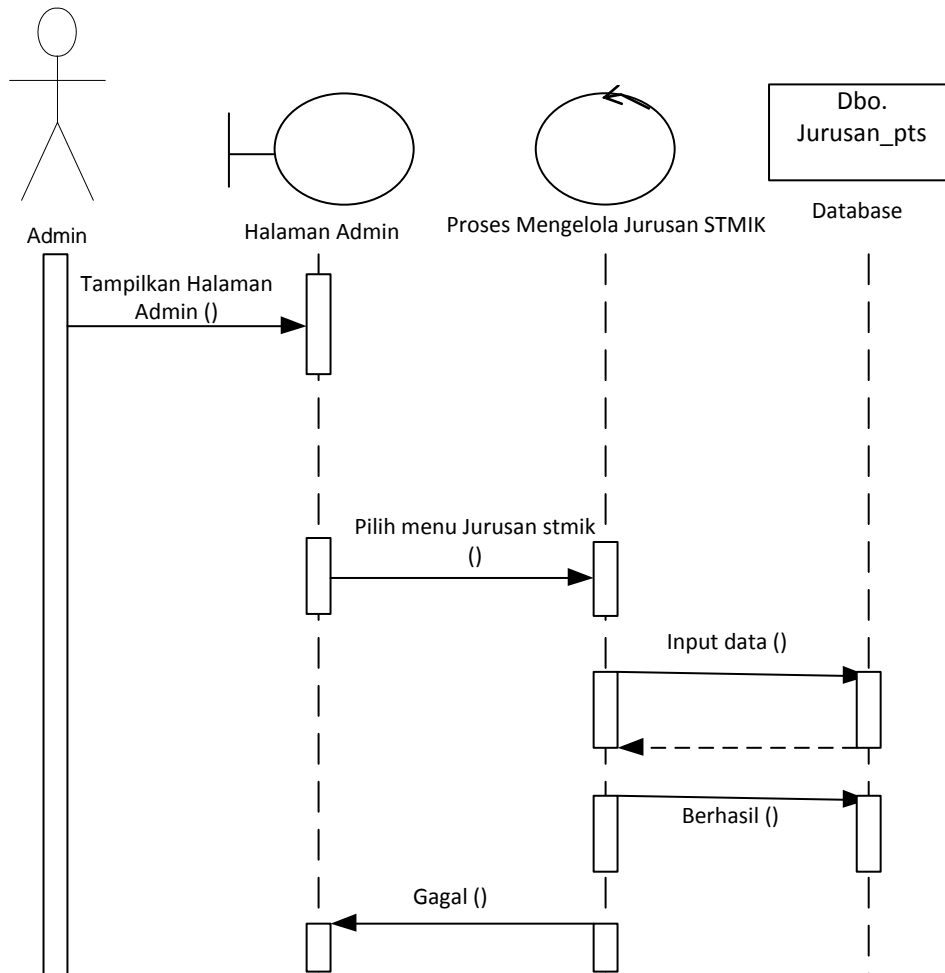 Dbo.
Jurusan_pts
Admin
Halaman Admin
Proses Mengelola Jurusan STMIK
Database
Tampilkan Halaman
Admin ()
Pilih menu Jurusan stmik
()
Input data ()
Berhasil ()
Gagal ()